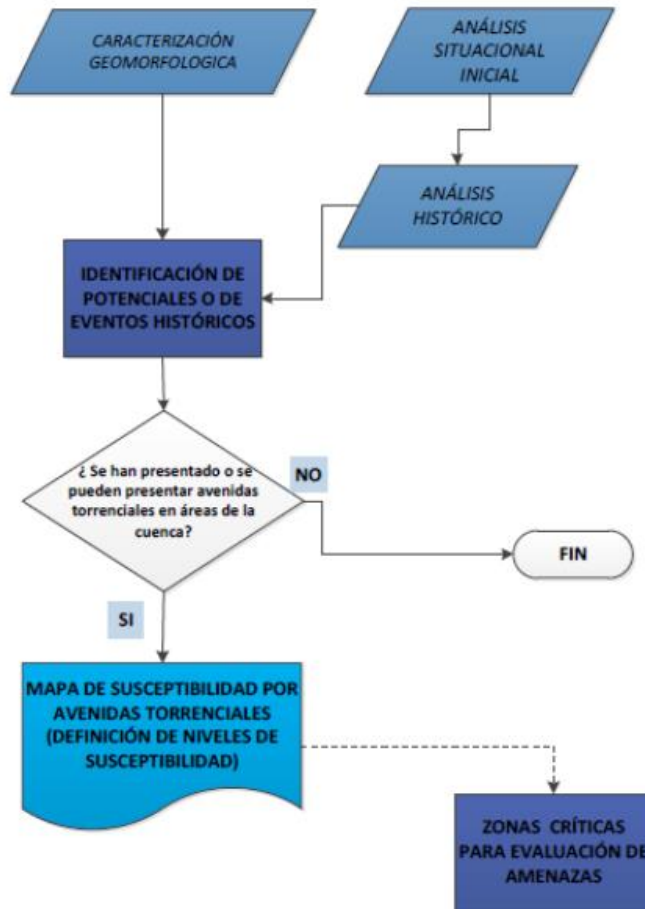 CARACTERIZACIÓN
GEOMORFOLOGICA
ANÁLISIS
SITUACIONAL
INICIAL
ANÁLISIS
HISTÓRICO
IDENTIFICACIÓN DE
POTENCIALES O DE
EVENTOS HISTÓRICOS
¿ Se han presentado o se
pueden presentar avenidas
torrenciales en áreas de la
cuenca?
NO
FIN
SI
MAPA DE SUSCEPTIBILIDAD POR
AVENIDAS TORRENCIALES
(DEFINICIÓN DE NIVELES DE
SUSCEPTIBILIDAD)
ZONAS CRÍTICAS
PARA EVALUACIÓN DE
AMENAZAS